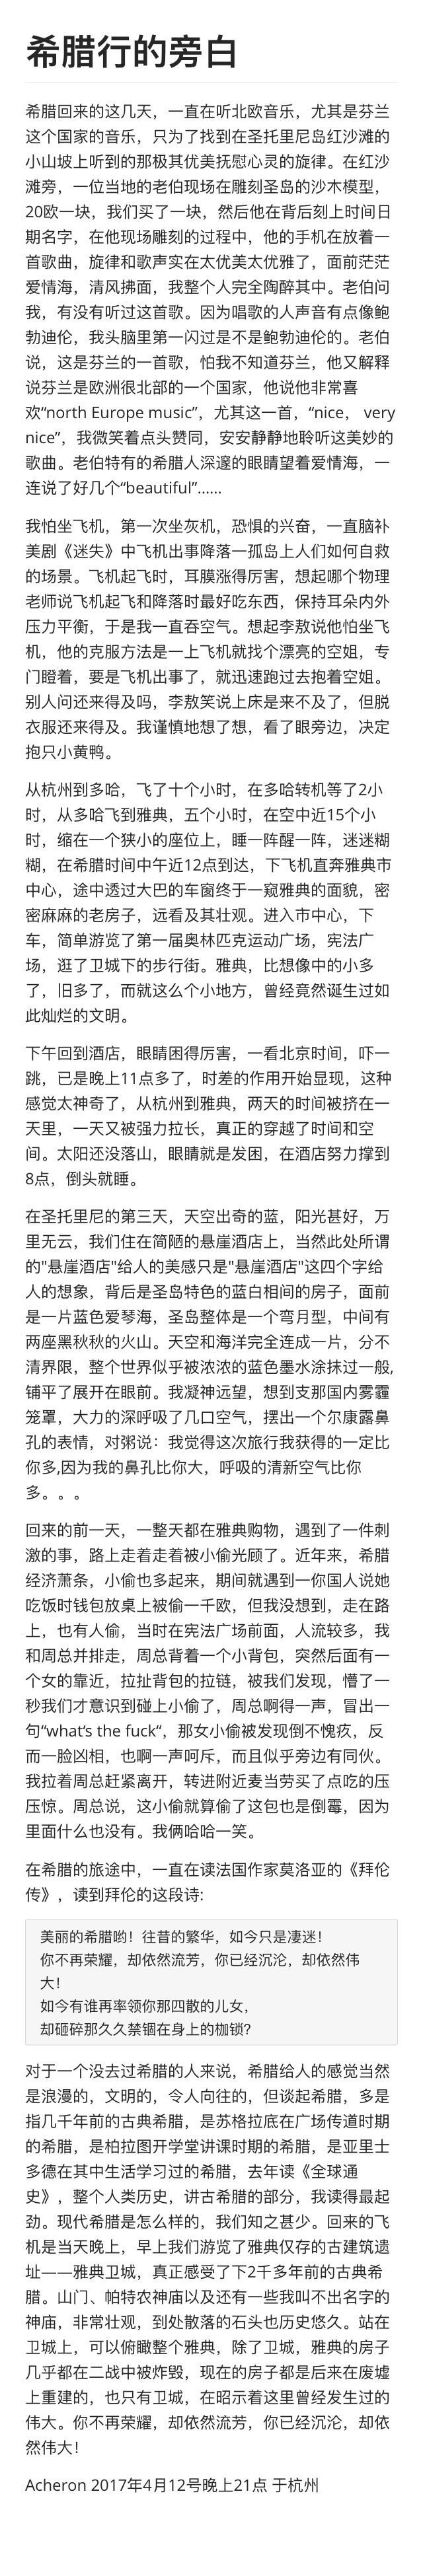 希腊行的旁白
希腊回来的这几天，一直在听北欧音乐，尤其是芬兰
这个国家的音乐，只为了找到在圣托里尼岛红沙滩的
小山坡上听到的那极其优美抚慰心灵的旋律。在红沙
滩旁，一位当地的老伯现场在雕刻圣岛的沙木模型，
20欧一块，我们买了一块，然后他在背后刻上时间日
期名字，在他现场雕刻的过程中，他的手机在放着一
首歌曲，旋律和歌声实在太优美太优雅了，面前茫茫
爱情海，清风拂面，我整个人完全陶醉其中。老伯问
我，有没有听过这首歌。因为唱歌的人声音有点像鲍
勃迪伦，我头脑里第一闪过是不是鲍勃迪伦的。老伯
说，这是芬兰的一首歌，怕我不知道芬兰，他又解释
说芬兰是欧洲很北部的一个国家，他说他非常喜
欢“north Europe music”，尤其这一首，“nice， very
nice”，我微笑着点头赞同，安安静静地聆听这美妙的
歌曲。老伯特有的希腊人深邃的眼睛望着爱情海，一
连说了好几个“beautiful”......
我怕坐飞机，第一次坐灰机，恐惧的兴奋，一直脑补
美剧《迷失》中飞机出事降落一孤岛上人们如何自救
的场景。飞机起飞时，耳膜涨得厉害，想起哪个物理
老师说飞机起飞和降落时最好吃东西，保持耳朵内外
压力平衡，于是我一直吞空气。想起李敖说他怕坐飞
机，他的克服方法是一上飞机就找个漂亮的空姐，专
门瞪着，要是飞机出事了，就迅速跑过去抱着空姐。
别人问还来得及吗，李敖笑说上床是来不及了，但脱
衣服还来得及。我谨慎地想了想，看了眼旁边，决定
抱只小黄鸭。
从杭州到多哈，飞了十个小时，在多哈转机等了2小
时，从多哈飞到雅典，五个小时，在空中近15个小
时，缩在一个狭小的座位上，睡一阵醒一阵，迷迷糊
糊，在希腊时间中午近12点到达，下飞机直奔雅典市
中心，途中透过大巴的车窗终于一窥雅典的面貌，密
密麻麻的老房子，远看及其壮观。进入市中心，下
车，简单游览了第一届奥林匹克运动广场，宪法广
场，逛了卫城下的步行街。雅典，比想像中的小多
了，旧多了，而就这么个小地方，曾经竟然诞生过如
此灿烂的文明。
下午回到酒店，眼睛困得厉害，一看北京时间，吓一
跳，已是晚上11点多了，时差的作用开始显现，这种
感觉太神奇了，从杭州到雅典，两天的时间被挤在一
天里，一天又被强力拉长，真正的穿越了时间和空
间。太阳还没落山，眼睛就是发困，在酒店努力撑到
8点，倒头就睡。
在圣托里尼的第三天，天空出奇的蓝，阳光甚好，万
里无云，我们住在简陋的悬崖酒店上，当然此处所谓
的"悬崖酒店"给人的美感只是"悬崖酒店"这四个字给
人的想象，背后是圣岛特色的蓝白相间的房子，面前
是一片蓝色爱琴海，圣岛整体是一个弯月型，中间有
两座黑秋秋的火山。天空和海洋完全连成一片，分不
清界限，整个世界似乎被浓浓的蓝色墨水涂抹过一般,
铺平了展开在眼前。我凝神远望，想到支那国内雾霾
笼罩，大力的深呼吸了几口空气，摆出一个尔康露鼻
孔的表情，对粥说：我觉得这次旅行我获得的一定比
你多,因为我的鼻孔比你大，呼吸的清新空气比你
多。。。
回来的前一天，一整天都在雅典购物，遇到了一件刺
激的事，路上走着走着被小偷光顾了。近年来，希腊
经济萧条，小偷也多起来，期间就遇到一你国人说她
吃饭时钱包放桌上被偷一千欧，但我没想到，走在路
上，也有人偷，当时在宪法广场前面，人流较多，我
和周总并排走，周总背着一个小背包，突然后面有一
个女的靠近，拉扯背包的拉链，被我们发现，懵了一
秒我们才意识到碰上小偷了，周总啊得一声，冒出一
句“what’s the fuck“，那女小偷被发现倒不愧疚，反
而一脸凶相，也啊一声呵斥，而且似乎旁边有同伙。
我拉着周总赶紧离开，转进附近麦当劳买了点吃的压
压惊。周总说，这小偷就算偷了这包也是倒霉，因为
里面什么也没有。我俩哈哈一笑。
在希腊的旅途中，一直在读法国作家莫洛亚的《拜伦
传》，读到拜伦的这段诗:
美丽的希腊哟！往昔的繁华，如今只是凄迷！
你不再荣耀，却依然流芳，你已经沉沦，却依然伟
大！
如今有谁再率领你那四散的儿女，
却砸碎那久久禁锢在身上的枷锁？
对于一个没去过希腊的人来说，希腊给人的感觉当然
是浪漫的，文明的，令人向往的，但谈起希腊，多是
指几千年前的古典希腊，是苏格拉底在广场传道时期
的希腊，是柏拉图开学堂讲课时期的希腊，是亚里士
多德在其中生活学习过的希腊，去年读《全球通
史》，整个人类历史，讲古希腊的部分，我读得最起
劲。现代希腊是怎么样的，我们知之甚少。回来的飞
机是当天晚上，早上我们游览了雅典仅存的古建筑遗
址——雅典卫城，真正感受了下2千多年前的古典希
腊。山门、帕特农神庙以及还有一些我叫不出名字的
神庙，非常壮观，到处散落的石头也历史悠久。站在
卫城上，可以俯瞰整个雅典，除了卫城，雅典的房子
几乎都在二战中被炸毁，现在的房子都是后来在废墟
上重建的，也只有卫城，在昭示着这里曾经发生过的
伟大。你不再荣耀，却依然流芳，你已经沉沦，却依
然伟大！
Acheron 2017年4月12号晚上21点 于杭州